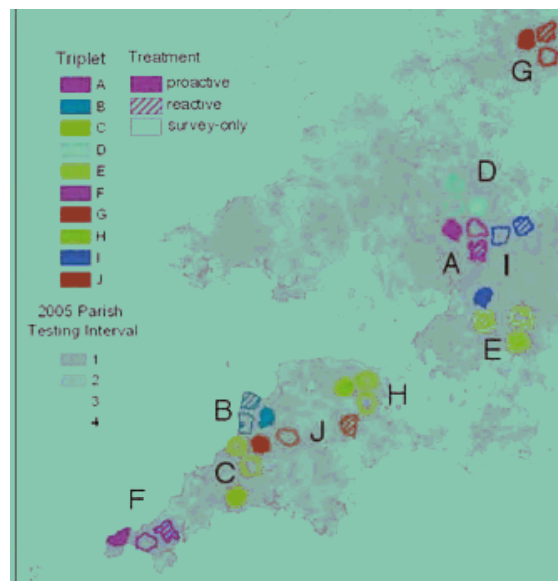 Triplet
A
B
C
D
E
F
G
H
I
J
Treatment
proactive
reactive
survey-only
2005 Parish
Testing Interval
1
2
3
4
G
D
A
I
E
H
B
J
C
F